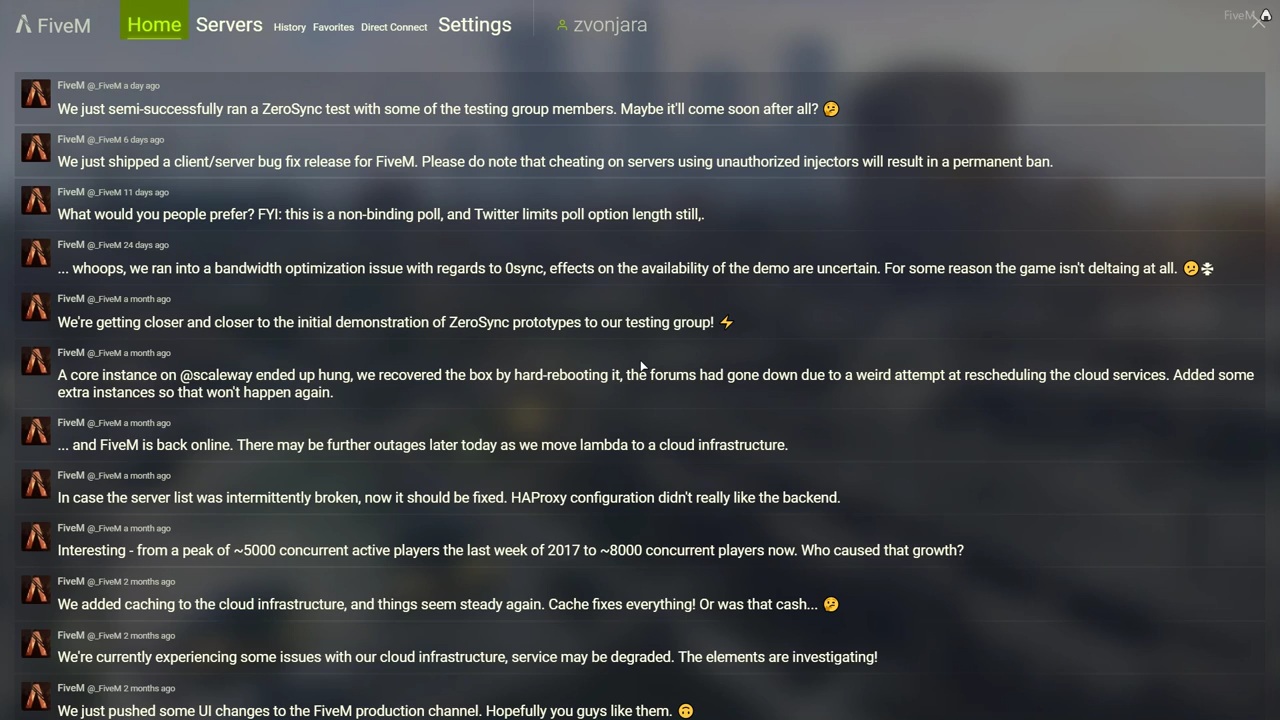 FiveM Home Servers History Favorites Direct Connect Settings zvonjara FiveM
FiveM @_FiveM a day ago
We just semi-successfully ran a ZeroSync test with some of the testing group members. Maybe it'll come soon after all? 🤔
FiveM @_FiveM 6 days ago
We just shipped a client/server bug fix release for FiveM. Please do note that cheating on servers using unauthorized injectors will result in a permanent ban.
FiveM @_FiveM 11 days ago
What would you people prefer? FYI: this is a non-binding poll, and Twitter limits poll option length still,.
FiveM @_FiveM 24 days ago
... whoops, we ran into a bandwidth optimization issue with regards to 0sync, effects on the availability of the demo are uncertain. For some reason the game isn't deltaing at all. 😕
FiveM @_FiveM a month ago
We're getting closer and closer to the initial demonstration of ZeroSync prototypes to our testing group! ⚡
FiveM @_FiveM a month ago
A core instance on @scaleway ended up hung, we recovered the box by hard-rebooting it, the forums had gone down due to a weird attempt at rescheduling the cloud services. Added some
extra instances so that won't happen again.
FiveM @_FiveM a month ago
... and FiveM is back online. There may be further outages later today as we move lambda to a cloud infrastructure.
FiveM @_FiveM a month ago
In case the server list was intermittently broken, now it should be fixed. HAProxy configuration didn't really like the backend.
FiveM @_FiveM a month ago
Interesting - from a peak of ~5000 concurrent active players the last week of 2017 to ~8000 concurrent players now. Who caused that growth?
FiveM @_FiveM 2 months ago
We added caching to the cloud infrastructure, and things seem steady again. Cache fixes everything! Or was that cash... 🤔
FiveM @_FiveM 2 months ago
We're currently experiencing some issues with our cloud infrastructure, service may be degraded. The elements are investigating!
FiveM @_FiveM 2 months ago
We just pushed some UI changes to the FiveM production channel. Hopefully you guys like them. 🙃